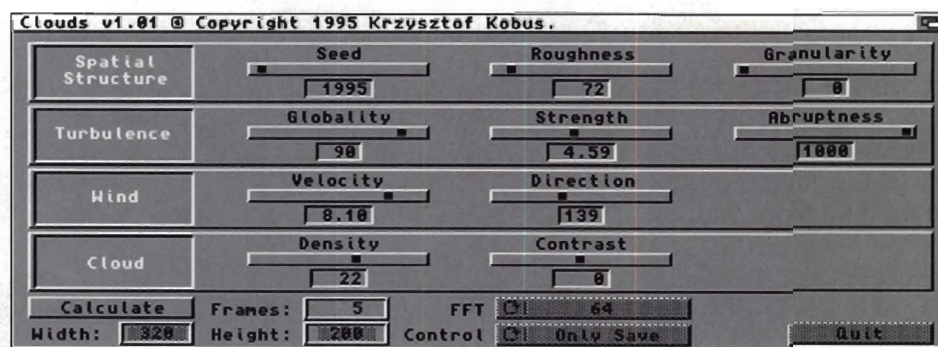 Clouds v1.01 © Copyright 1995 Krzysztof Kobus.
Spatial Structure
Seed Roughness Granularity
1995 72 0
Turbulence
Globality Strength Abruptness
90 4.59 1000
Wind
Velocity Direction
8.10 139
Cloud
Density Contrast
22 0
Calculate Frames: 5 FFT 64
Width: 320 Height: 200 Control Only Save Quit